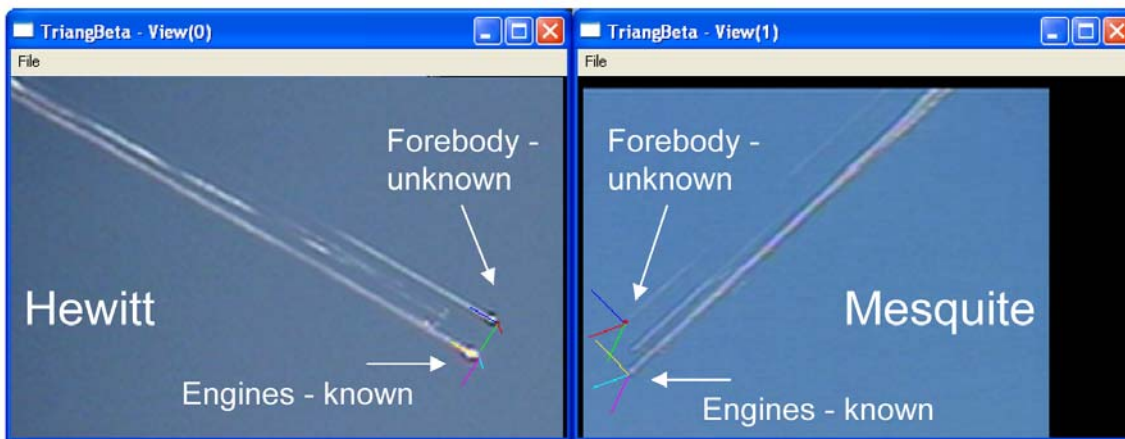 TriangBeta - View(0)
File
Forebody -
unknown
Hewitt
Engines - known
TriangBeta - View(1)
File
Forebody -
unknown
Mesquite
Engines - known